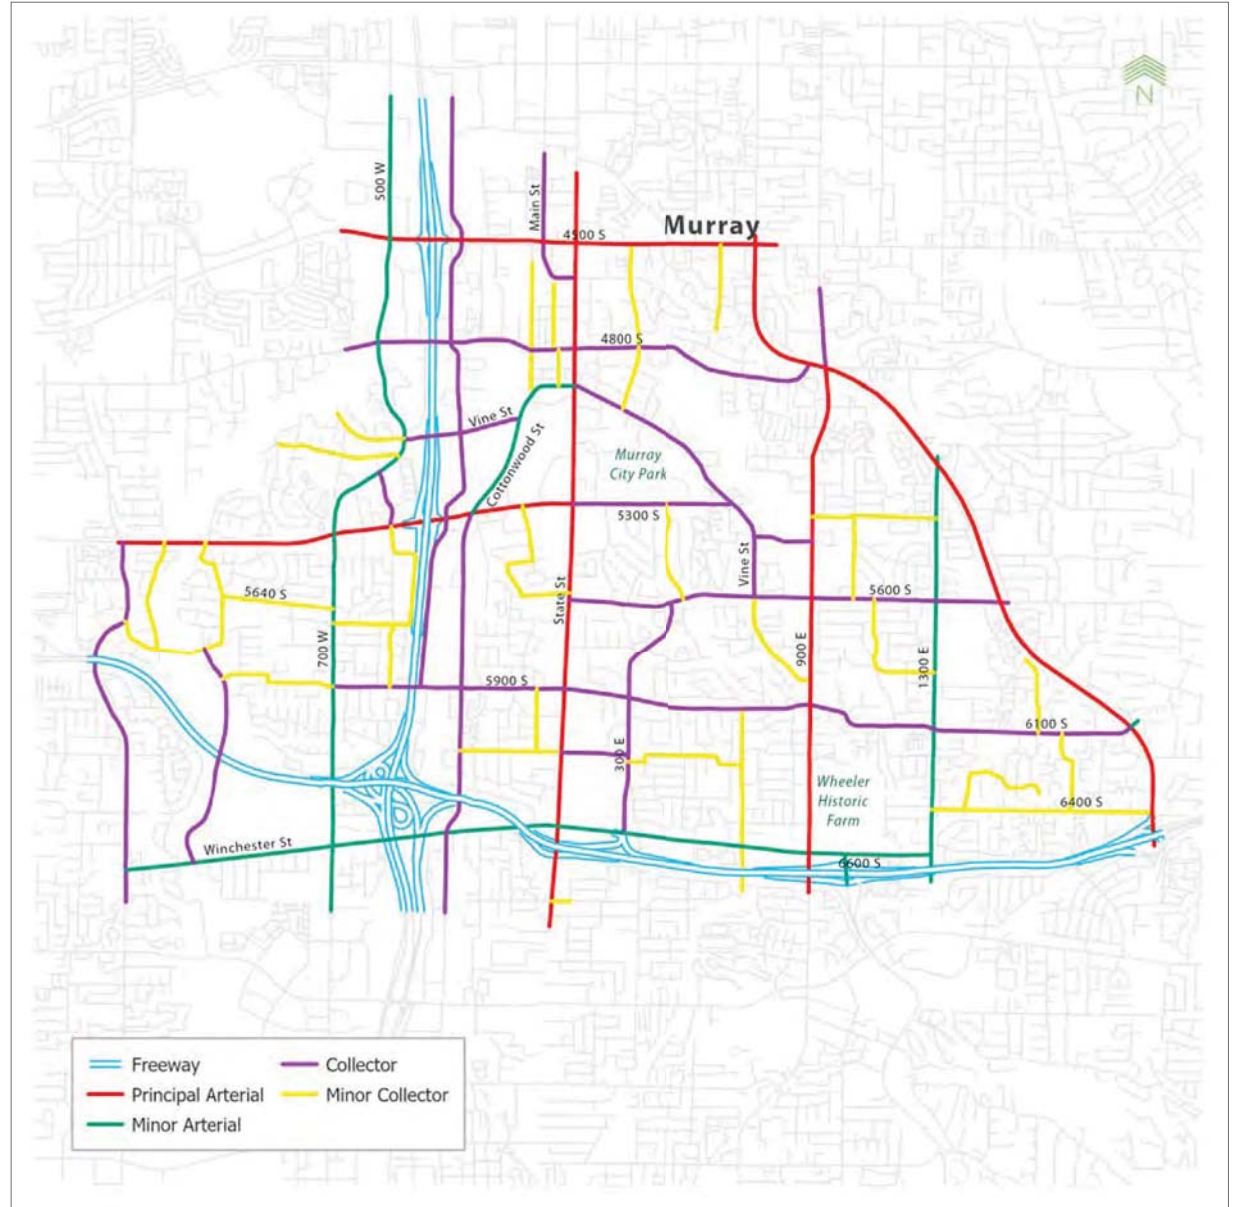 N
500 W
Main St
Murray
4500 S
4800 S
Vine St
Cottonwood St
Murray
City Park
5300 S
Vine St
State St
5640 S
5600 S
700 W
900 E
1300 E
5900 S
6100 S
300 E
Wheeler
Historic
Farm
6400 S
Winchester St
6600 S
Freeway
Collector
Principal Arterial
Minor Collector
Minor Arterial